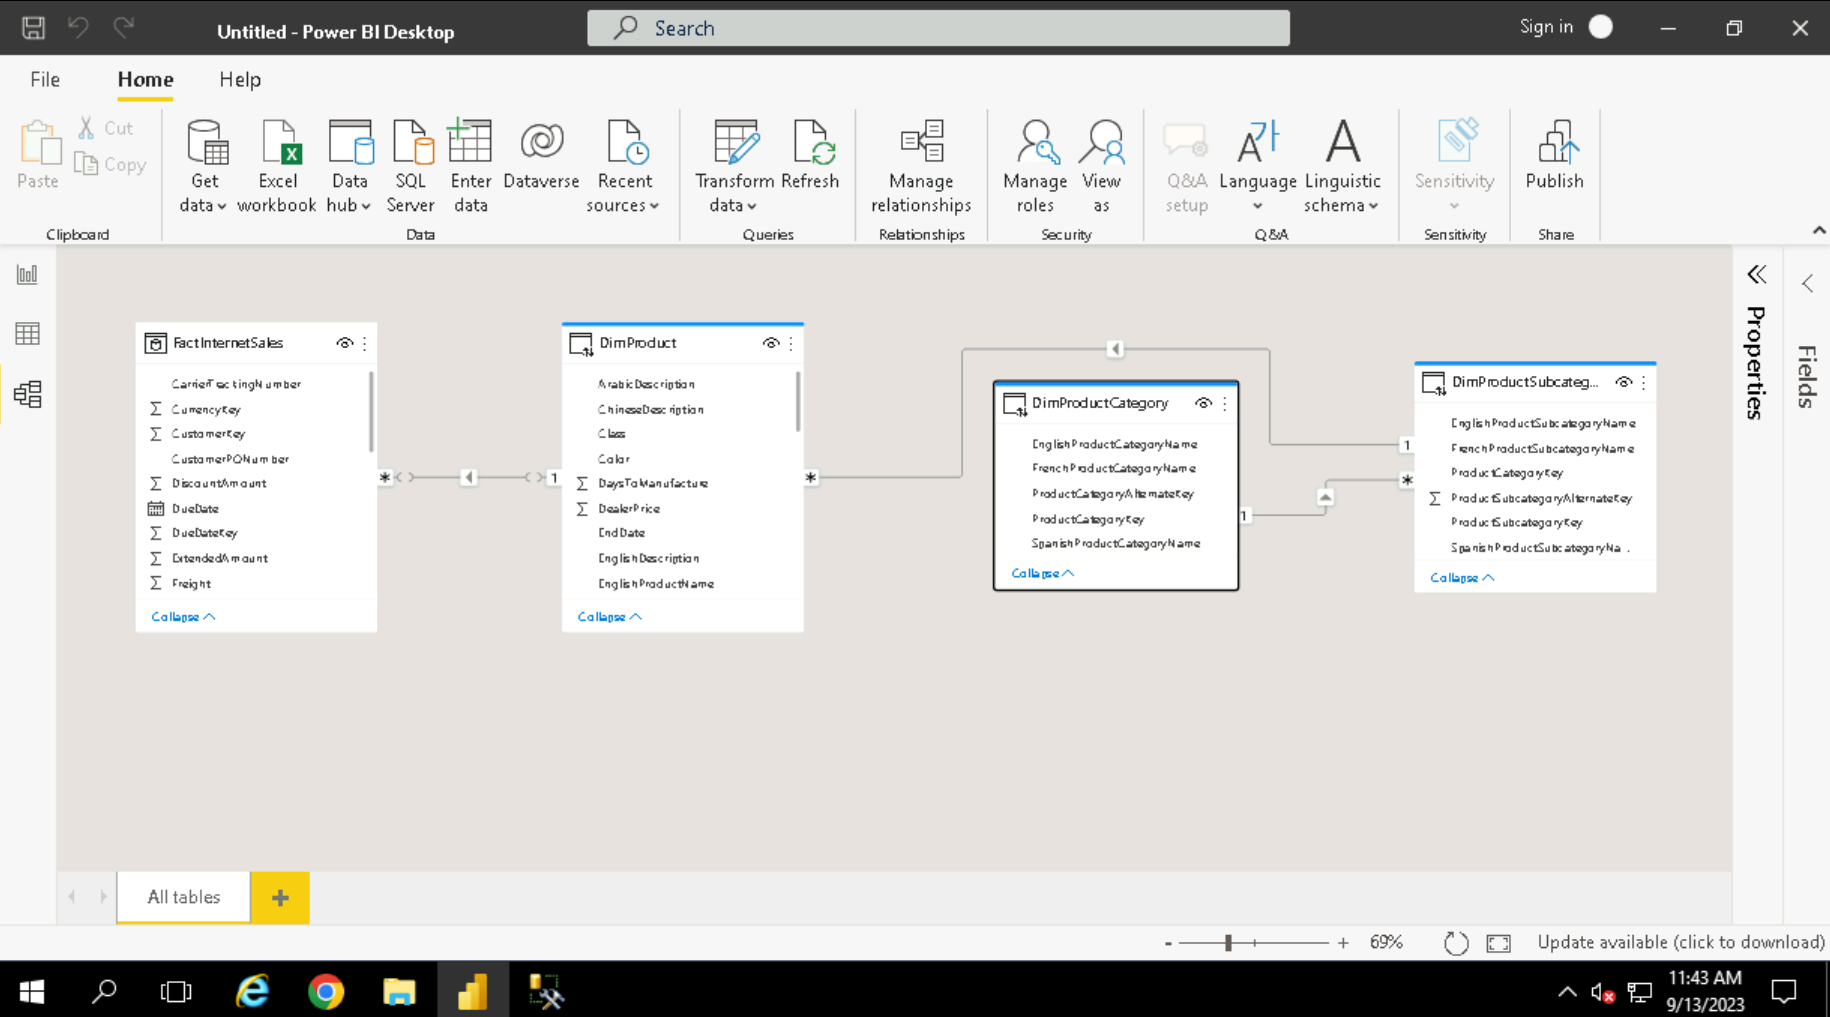 Untitled - Power BI Desktop
Search
Sign in
File
Home
Help
Paste
Cut
Copy
Clipboard
Get data
Excel workbook
Data hub
SQL Server
Enter data
Dataverse
Recent sources
Data
Transform data
Refresh
Queries
Manage relationships
Relationships
Manage roles
View as
Security
Q&A setup
Language
Linguistic schema
Q&A
Sensitivity
Sensitivity
Publish
Share
FactInternetSales
CarrierTrackingNumber
CurrencyKey
CustomerKey
CustomerPONumber
DiscountAmount
DueDate
DueDateKey
ExtendedAmount
Freight
Collapse
*
1
DimProduct
ArabicDescription
ChineseDescription
Class
Color
DaysToManufacture
DealerPrice
EndDate
EnglishDescription
EnglishProductName
Collapse
*
1
DimProductCategory
EnglishProductCategoryName
FrenchProductCategoryName
ProductCategoryAlternateKey
ProductCategoryKey
SpanishProductCategoryName
Collapse
1
*
DimProductSubcateg...
EnglishProductSubcategoryName
FrenchProductSubcategoryName
ProductCategoryKey
ProductSubcategoryAlternateKey
ProductSubcategoryKey
SpanishProductSubcategoryNa...
Collapse
Properties
Fields
All tables
+
- + 69%
Update available (click to download)
11:43 AM
9/13/2023